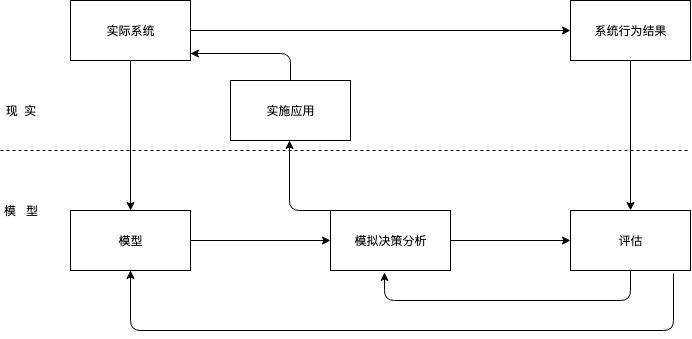 实际系统
系统行为结果
现 实
实施应用
模 型
模型
模拟决策分析
评估